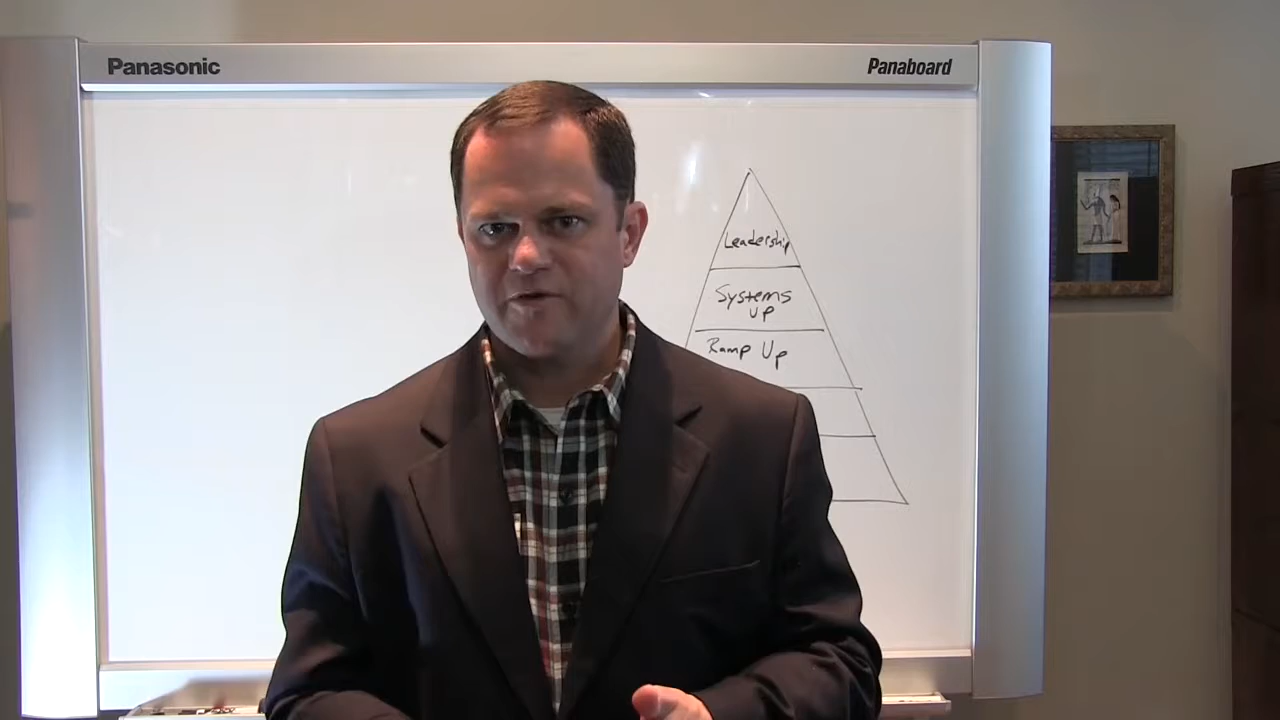 Panasonic
Panaboard
Leadership
Systems
Up
Ramp Up